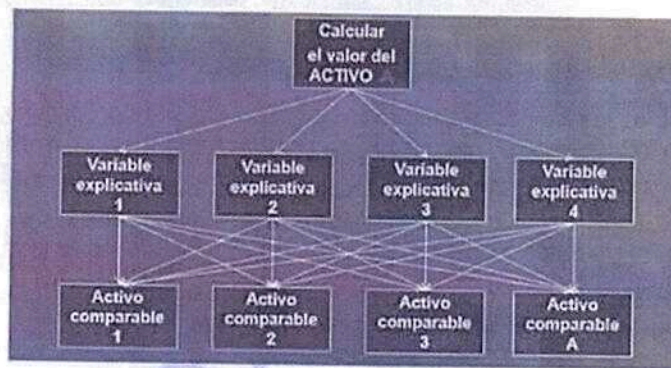 Calcular
el valor del
ACTIVO A
Variable
explicativa
1
Variable
explicativa
2
Variable
explicativa
3
Variable
explicativa
4
Activo
comparable
1
Activo
comparable
2
Activo
comparable
3
Activo
comparable
A